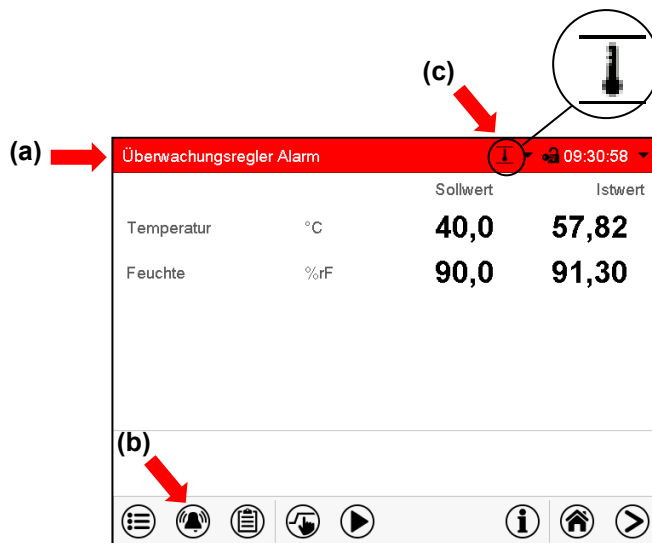 (c)
(a)
Überwachungsregler Alarm 09:30:58
Sollwert Istwert
Temperatur °C 40,0 57,82
Feuchte %rF 90,0 91,30
(b)